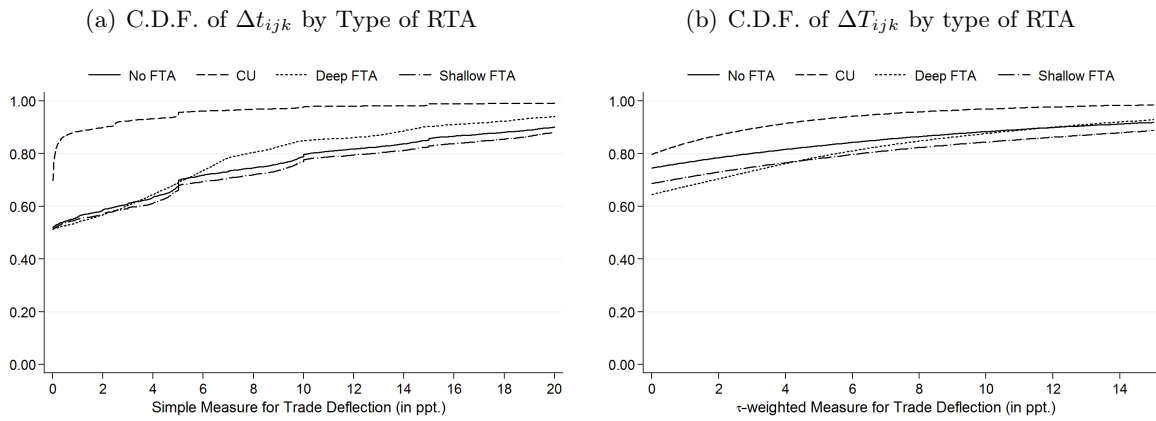 (a) C.D.F. of Δt_{ijk} by Type of RTA
No FTA CU Deep FTA Shallow FTA
1.00
0.80
0.60
0.40
0.20
0.00
0 2 4 6 8 10 12 14 16 18 20
Simple Measure for Trade Deflection (in ppt.)
(b) C.D.F. of ΔT_{ijk} by type of RTA
No FTA CU Deep FTA Shallow FTA
1.00
0.80
0.60
0.40
0.20
0.00
0 2 4 6 8 10 12 14
τ-weighted Measure for Trade Deflection (in ppt.)